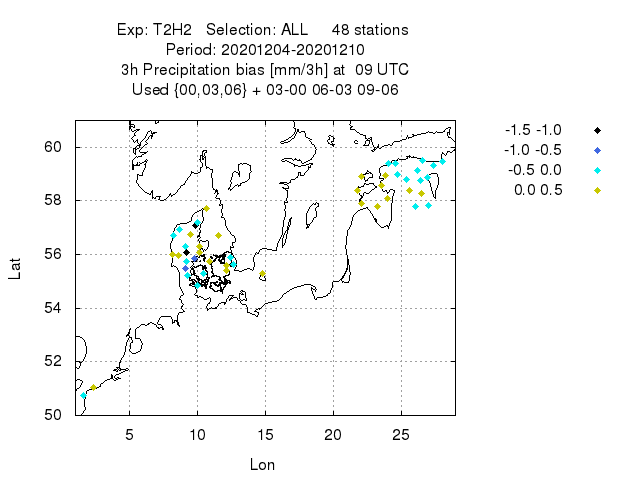 Exp: T2H2 Selection: ALL 48 stations
Period: 20201204-20201210
3h Precipitation bias [mm/3h] at 09 UTC
Used {00,03,06} + 03-00 06-03 09-06
-1.5 -1.0
-1.0 -0.5
-0.5 0.0
0.0 0.5
60
58
56
54
52
50
Lat
5 10 15 20 25
Lon